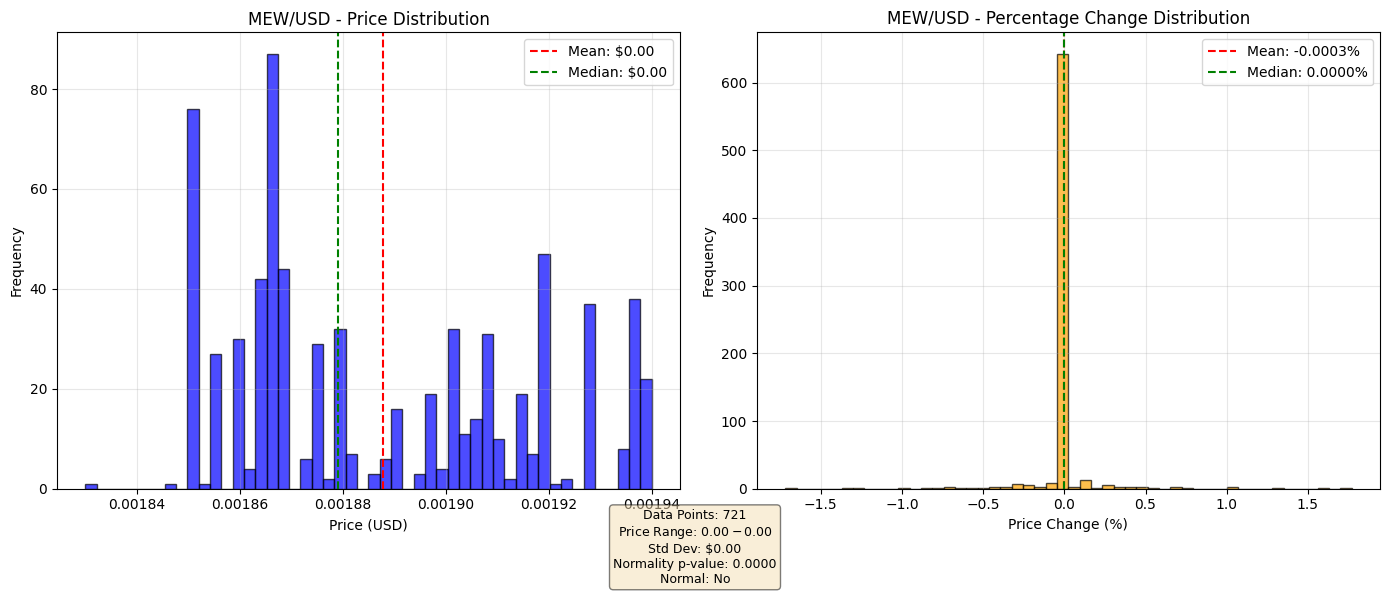 MEW/USD - Price Distribution
Mean: $0.00
Median: $0.00
Frequency
80
60
40
20
0
0.00184
0.00186
0.00188
0.00190
0.00192
0.00194
Price (USD)
MEW/USD - Percentage Change Distribution
Mean: -0.0003%
Median: 0.0000%
Frequency
600
500
400
300
200
100
0
−1.5
−1.0
−0.5
0.0
0.5
1.0
1.5
Price Change (%)
Data Points: 721
Price Range: 0.00 − 0.00
Std Dev: $0.00
Normality p-value: 0.0000
Normal: No